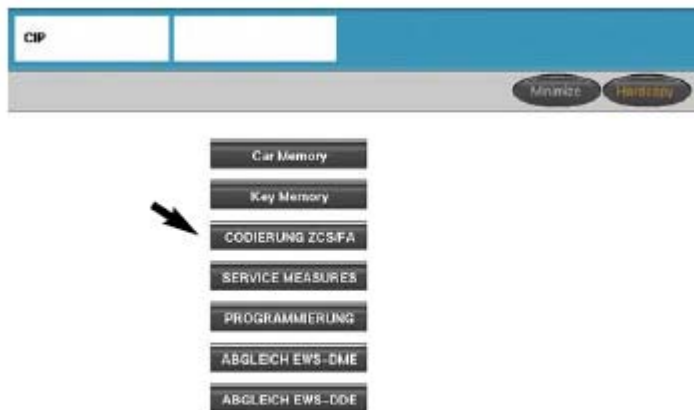 CIP
Minimize Hardcopy
Car Memory
Key Memory
CODIERUNG ZCS/FA
SERVICE MEASURES
PROGRAMMIERUNG
ABGLEICH EWS-DME
ABGLEICH EWS-DDE